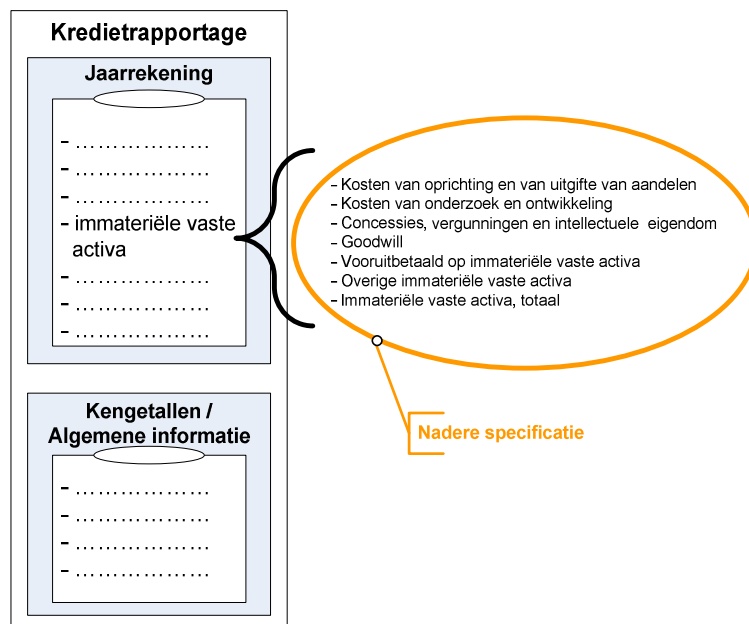 Kredietrapportage
Jaarrekening
- ………………
- ………………
- ………………
- immateriële vaste
activa
- ………………
- ………………
- ………………
- Kosten van oprichting en van uitgifte van aandelen
- Kosten van onderzoek en ontwikkeling
- Concessies, vergunningen en intellectuele eigendom
- Goodwill
- Vooruitbetaald op immateriële vaste activa
- Overige immateriële vaste activa
- Immateriële vaste activa, totaal
Nadere specificatie
Kengetallen /
Algemene informatie
- ………………
- ………………
- ………………
- ………………